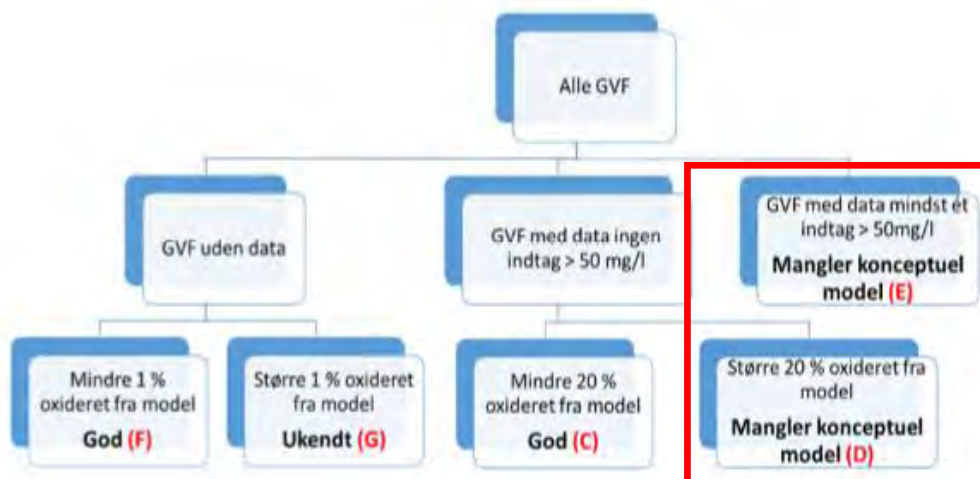 Alle GVF
GVF uden data
GVF med data ingen
indtag > 50 mg/l
GVF med data mindst ét
indtag > 50mg/l
Mangler konceptuel
model (E)
Mindre 1 %
oxideret fra model
God (F)
Større 1 % oxideret
fra model
Ukendt (G)
Mindre 20 %
oxideret fra model
God (C)
Større 20 % oxideret fra
model
Mangler konceptuel
model (D)